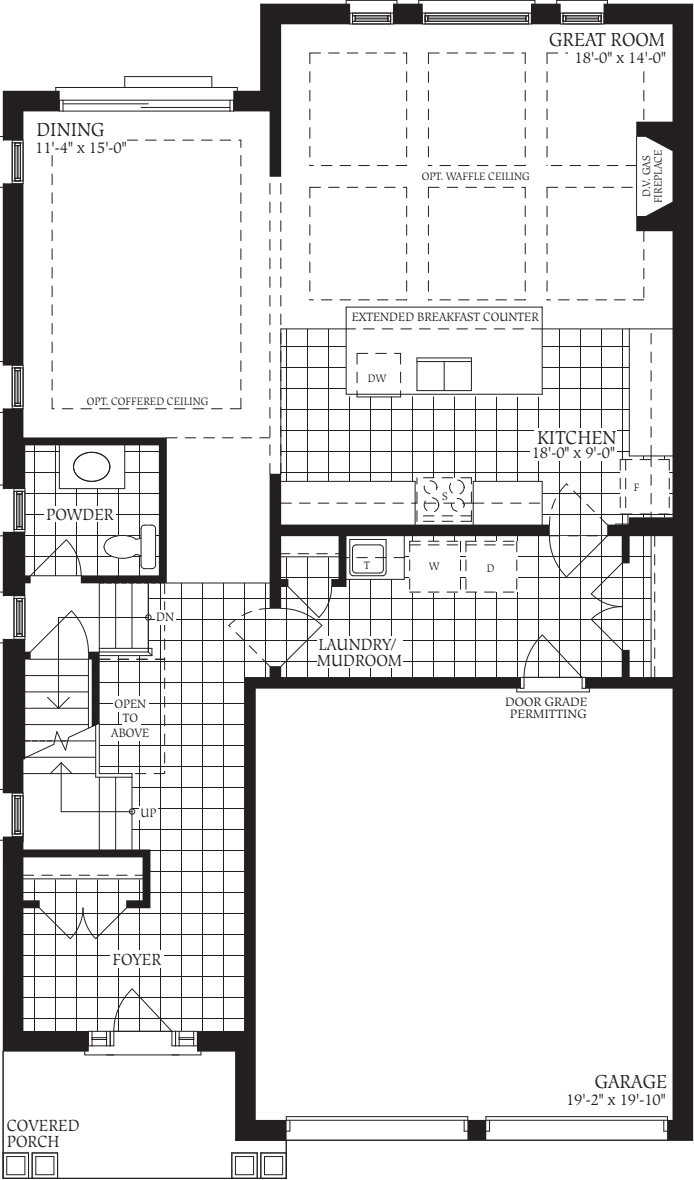 GREAT ROOM
18'-0" x 14'-0"
DINING
11'-4" x 15'-0"
D.V. GAS
FIREPLACE
OPT. WAFFLE CEILING
EXTENDED BREAKFAST COUNTER
DW
OPT. COFFERED CEILING
KITCHEN
18'-0" x 9'-0"
F
S
POWDER
T
W
D
DN
LAUNDRY/
MUDROOM
OPEN
TO
ABOVE
DOOR GRADE
PERMITTING
UP
FOYER
GARAGE
19'-2" x 19'-10"
COVERED
PORCH